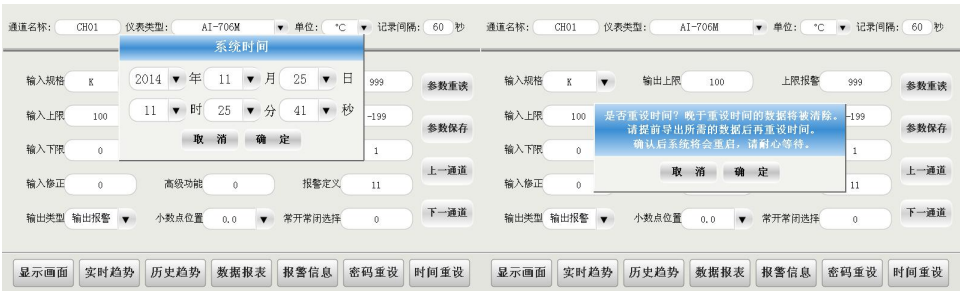 通道名称: CH01 仪表类型: AI-706M 单位: °C 记录间隔: 60 秒
系统时间
输入规格 K 2014 年 11 月 25 日 999 参数重读
输入上限 100 11 时 25 分 41 秒 -199 参数保存
输入下限 0 取 消 确 定 1 上一通道
输入修正 0 高级功能 0 报警定义 11
输出类型 输出报警 小数点位置 0.0 常开常闭选择 0 下一通道
显示画面 实时趋势 历史趋势 数据报表 报警信息 密码重设 时间重设
通道名称: CH01 仪表类型: AI-706M 单位: °C 记录间隔: 60 秒
输入规格 K 输出上限 100 上限报警 999 参数重读
输入上限 100 -199 参数保存
是否重设时间？晚于重设时间的数据将被清除。
请提前导出所需的数据后再重设时间。
确认后系统将会重启，请耐心等待。
输入下限 0 1
取 消 确 定 上一通道
输入修正 0 11
输出类型 输出报警 小数点位置 0.0 常开常闭选择 0 下一通道
显示画面 实时趋势 历史趋势 数据报表 报警信息 密码重设 时间重设